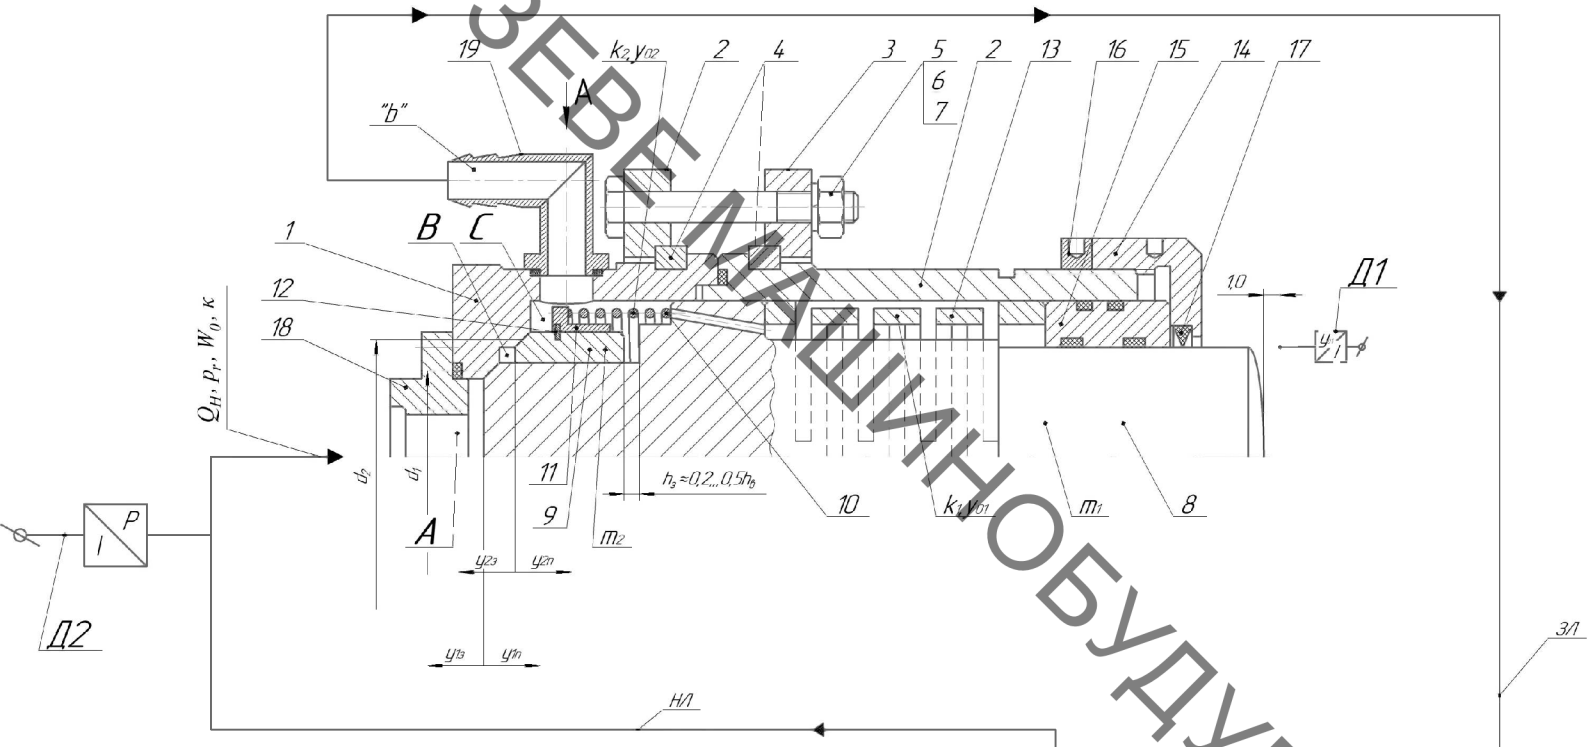 19
k₂,y₀₂
2
4
3
5
2
13
16
15
14
17
6
7
"b"
А
1
В
С
12
18
1,0
Д1
Qн, pг, W₀, к
d₂
d₁
11
9
А
m₂
hз≈0,2...0,5hв
10
k₁,y₀₁
m₁
8
P
I
y₂з
y₂п
Д2
y₁з
y₁п
НЛ
ЗЛ
ЗЕВЕ МАШИНОБУДУ